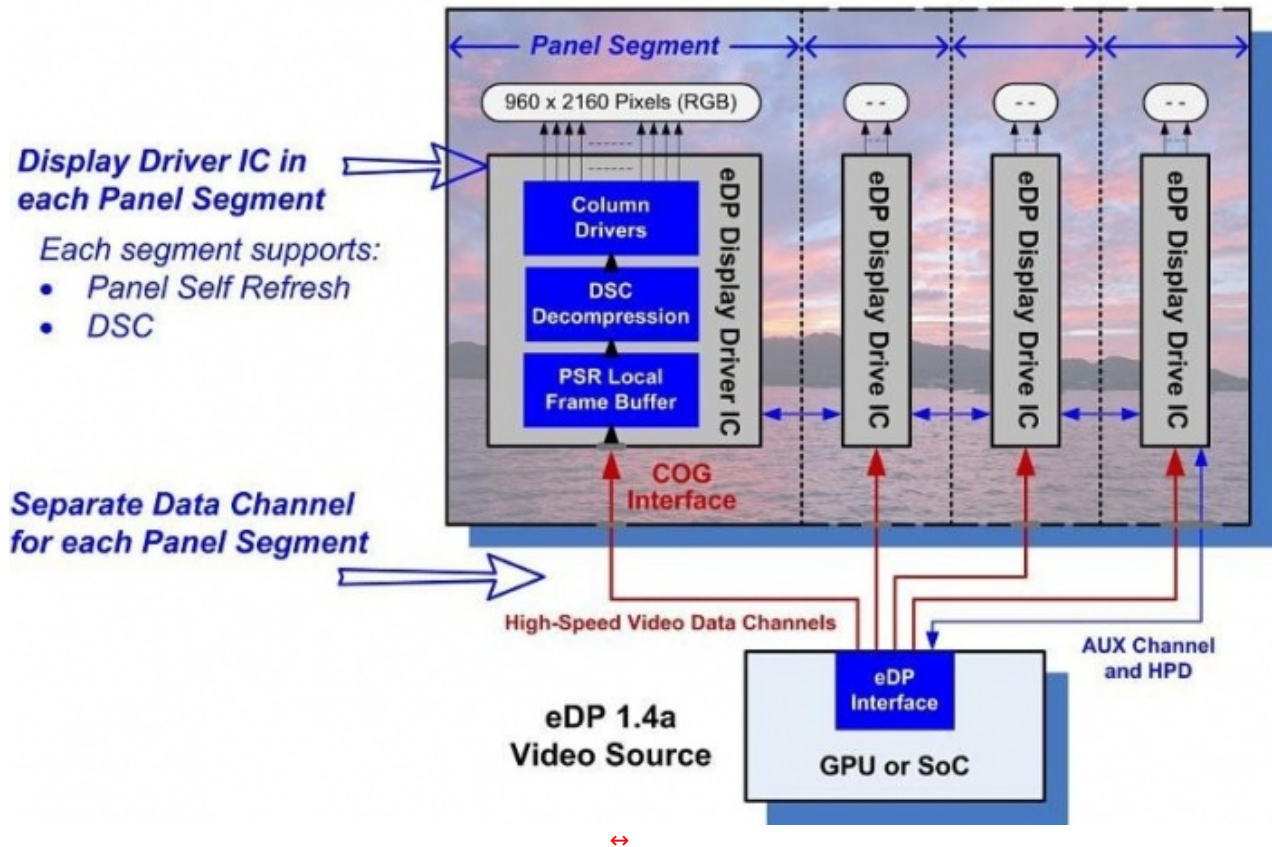 Panel Segment
960 x 2160 Pixels (RGB)
- -
- -
- -
Display Driver IC in
each Panel Segment
Each segment supports:
• Panel Self Refresh
• DSC
Column
Drivers
DSC
Decompression
PSR Local
Frame Buffer
eDP Display Driver IC
eDP Display Drive IC
eDP Display Drive IC
eDP Display Drive IC
COG
Interface
Separate Data Channel
for each Panel Segment
High-Speed Video Data Channels
AUX Channel
and HPD
eDP
Interface
eDP 1.4a
Video Source
GPU or SoC